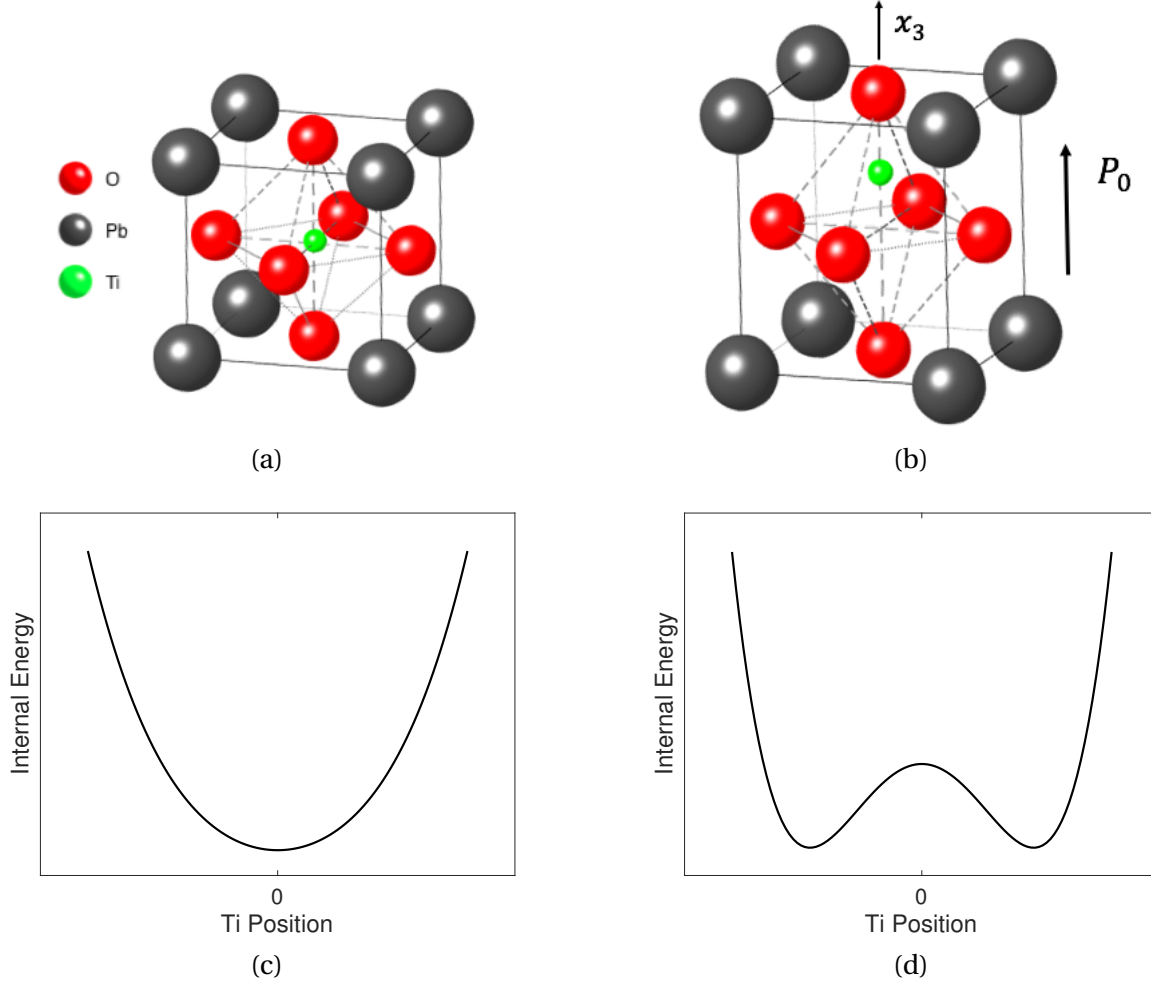 x₃
O
Pb
Ti
P₀
(a)
(b)
Internal Energy
0
Ti Position
(c)
Internal Energy
0
Ti Position
(d)